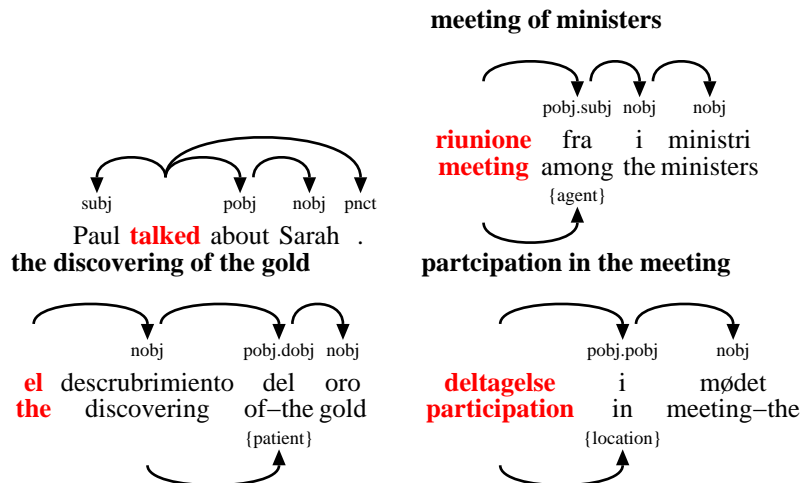 meeting of ministers
pobj.subj nobj nobj
riunione fra i ministri
meeting among the ministers
{agent}
subj pobj nobj pnct
Paul talked about Sarah .
the discovering of the gold
nobj pobj.dobj nobj
el descrubrimiento del oro
the discovering of−the gold
{patient}
partcipation in the meeting
pobj.pobj nobj
deltagelse i mødet
participation in meeting−the
{location}